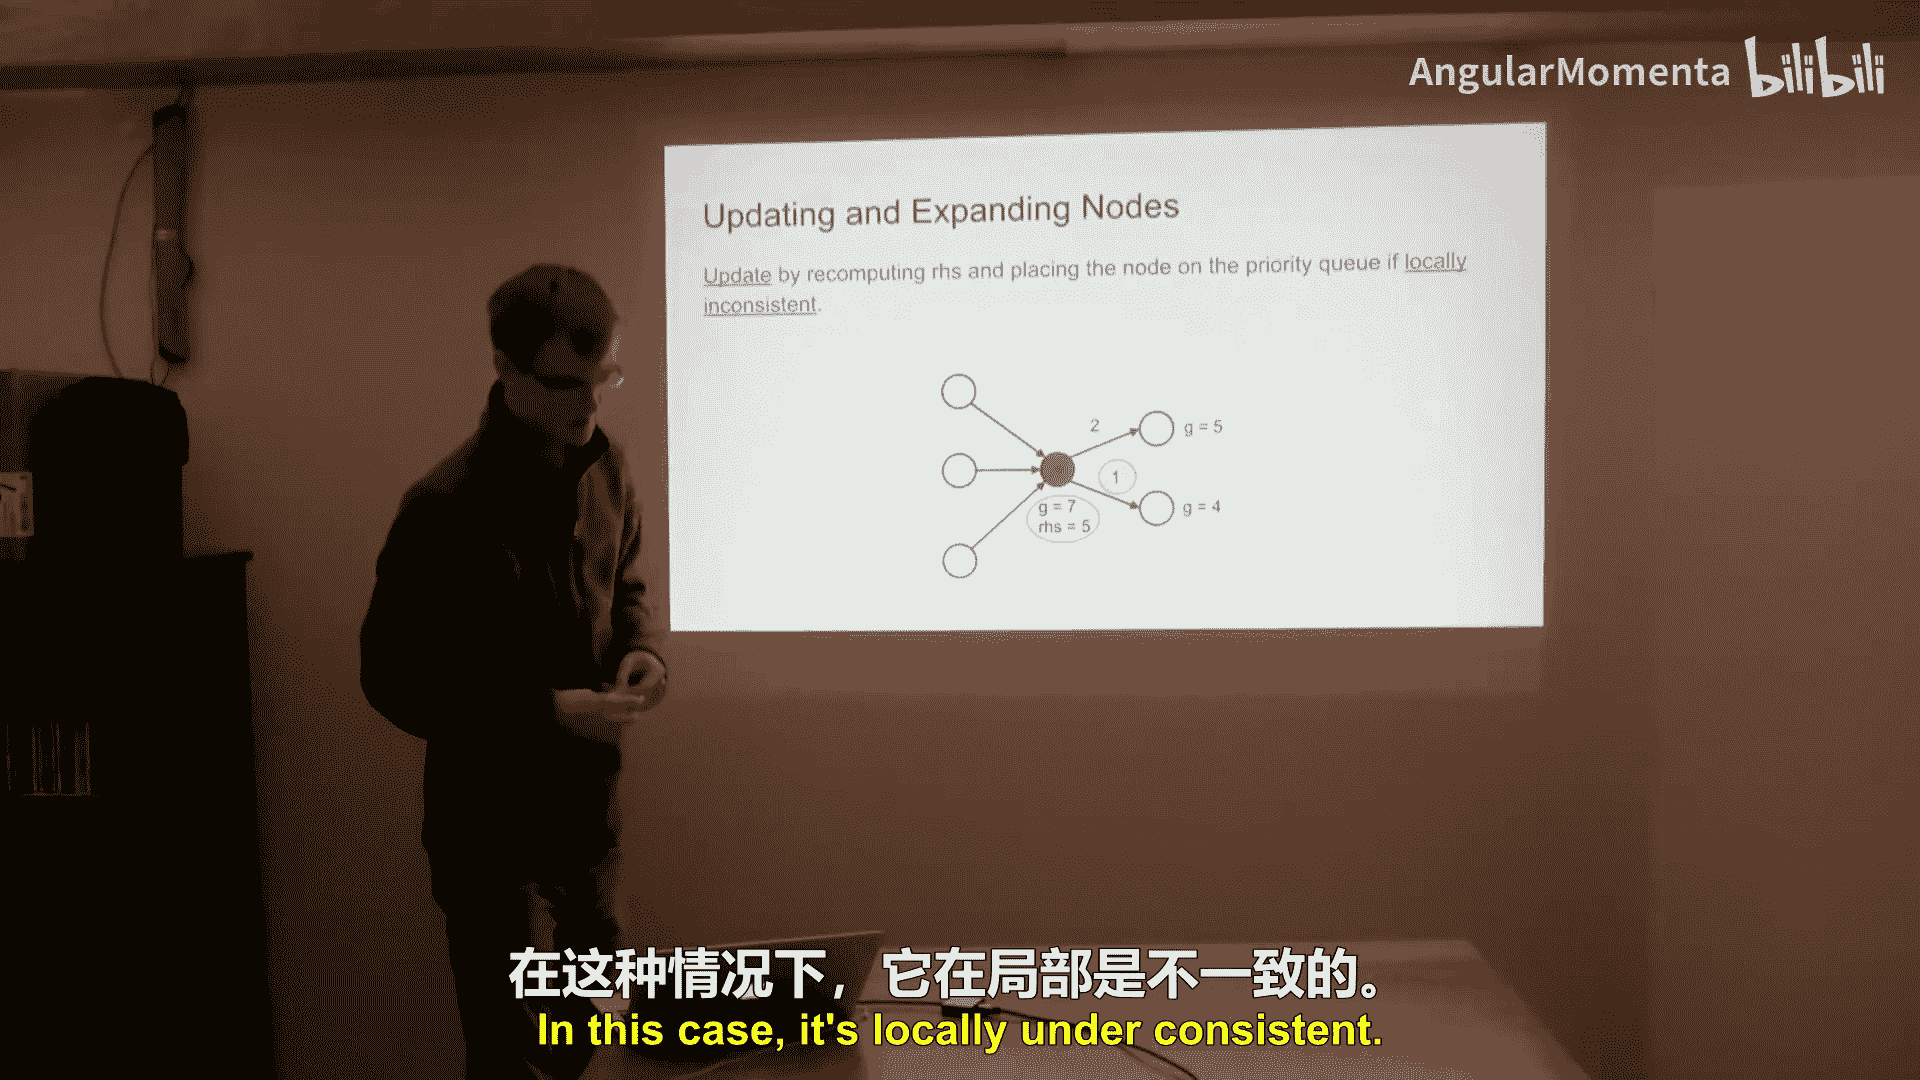 AngularMomenta bilibili
Updating and Expanding Nodes
Update by recomputing rhs and placing the node on the priority queue if locally
inconsistent.
2
g = 5
1
g = 7
g = 4
rhs = 5
在这种情况下，它在局部是不一致的。
In this case, it's locally under consistent.